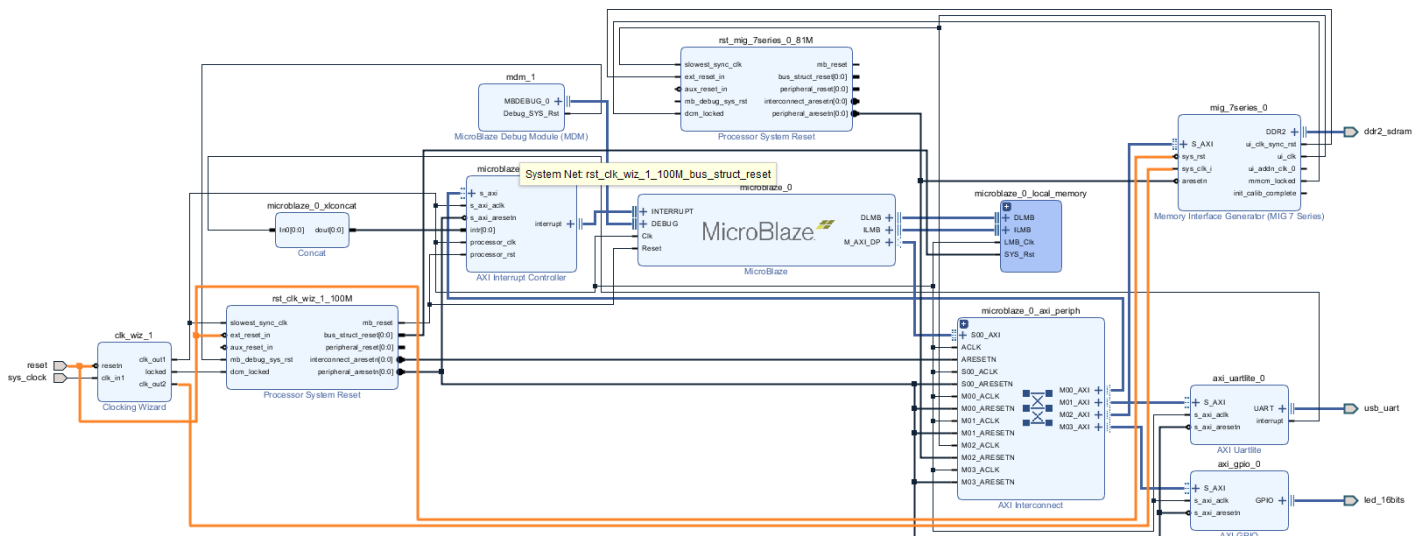 rst_mig_7series_0_81M
slowest_sync_clk
ext_reset_in
aux_reset_in
mb_debug_sys_rst
dcm_locked
mb_reset
bus_struct_reset[0:0]
peripheral_reset[0:0]
interconnect_aresetn[0:0]
peripheral_aresetn[0:0]
Processor System Reset
mdm_1
MBDEBUG_0
Debug_SYS_Rst
MicroBlaze Debug Module (MDM)
mig_7series_0
S_AXI
sys_rst
sys_clk_i
aresetn
DDR2
ui_clk_sync_rst
ui_clk
ui_addn_clk_0
mmcm_locked
init_calib_complete
Memory Interface Generator (MIG 7 Series)
ddr2_sdram
microblaze
System Net: rst_clk_wiz_1_100M_bus_struct_reset
s_axi
s_axi_aclk
s_axi_aresetn
intr[0:0]
processor_clk
processor_rst
interrupt
AXI Interrupt Controller
microblaze_0_xlconcat
In0[0:0]
dout[0:0]
Concat
microblaze_0
INTERRUPT
DEBUG
Clk
Reset
MicroBlaze
DLMB
ILMB
M_AXI_DP
MicroBlaze
microblaze_0_local_memory
DLMB
ILMB
LMB_Clk
SYS_Rst
rst_clk_wiz_1_100M
slowest_sync_clk
ext_reset_in
aux_reset_in
mb_debug_sys_rst
dcm_locked
mb_reset
bus_struct_reset[0:0]
peripheral_reset[0:0]
interconnect_aresetn[0:0]
peripheral_aresetn[0:0]
Processor System Reset
reset
sys_clock
clk_wiz_1
resetn
clk_in1
clk_out1
locked
clk_out2
Clocking Wizard
microblaze_0_axi_periph
S00_AXI
ACLK
ARESETN
S00_ACLK
S00_ARESETN
M00_ACLK
M00_ARESETN
M01_ACLK
M01_ARESETN
M02_ACLK
M02_ARESETN
M03_ACLK
M03_ARESETN
M00_AXI
M01_AXI
M02_AXI
M03_AXI
AXI Interconnect
axi_uartlite_0
S_AXI
s_axi_aclk
s_axi_aresetn
UART
interrupt
AXI Uartlite
usb_uart
axi_gpio_0
S_AXI
s_axi_aclk
s_axi_aresetn
GPIO
AXI GPIO
led_16bits